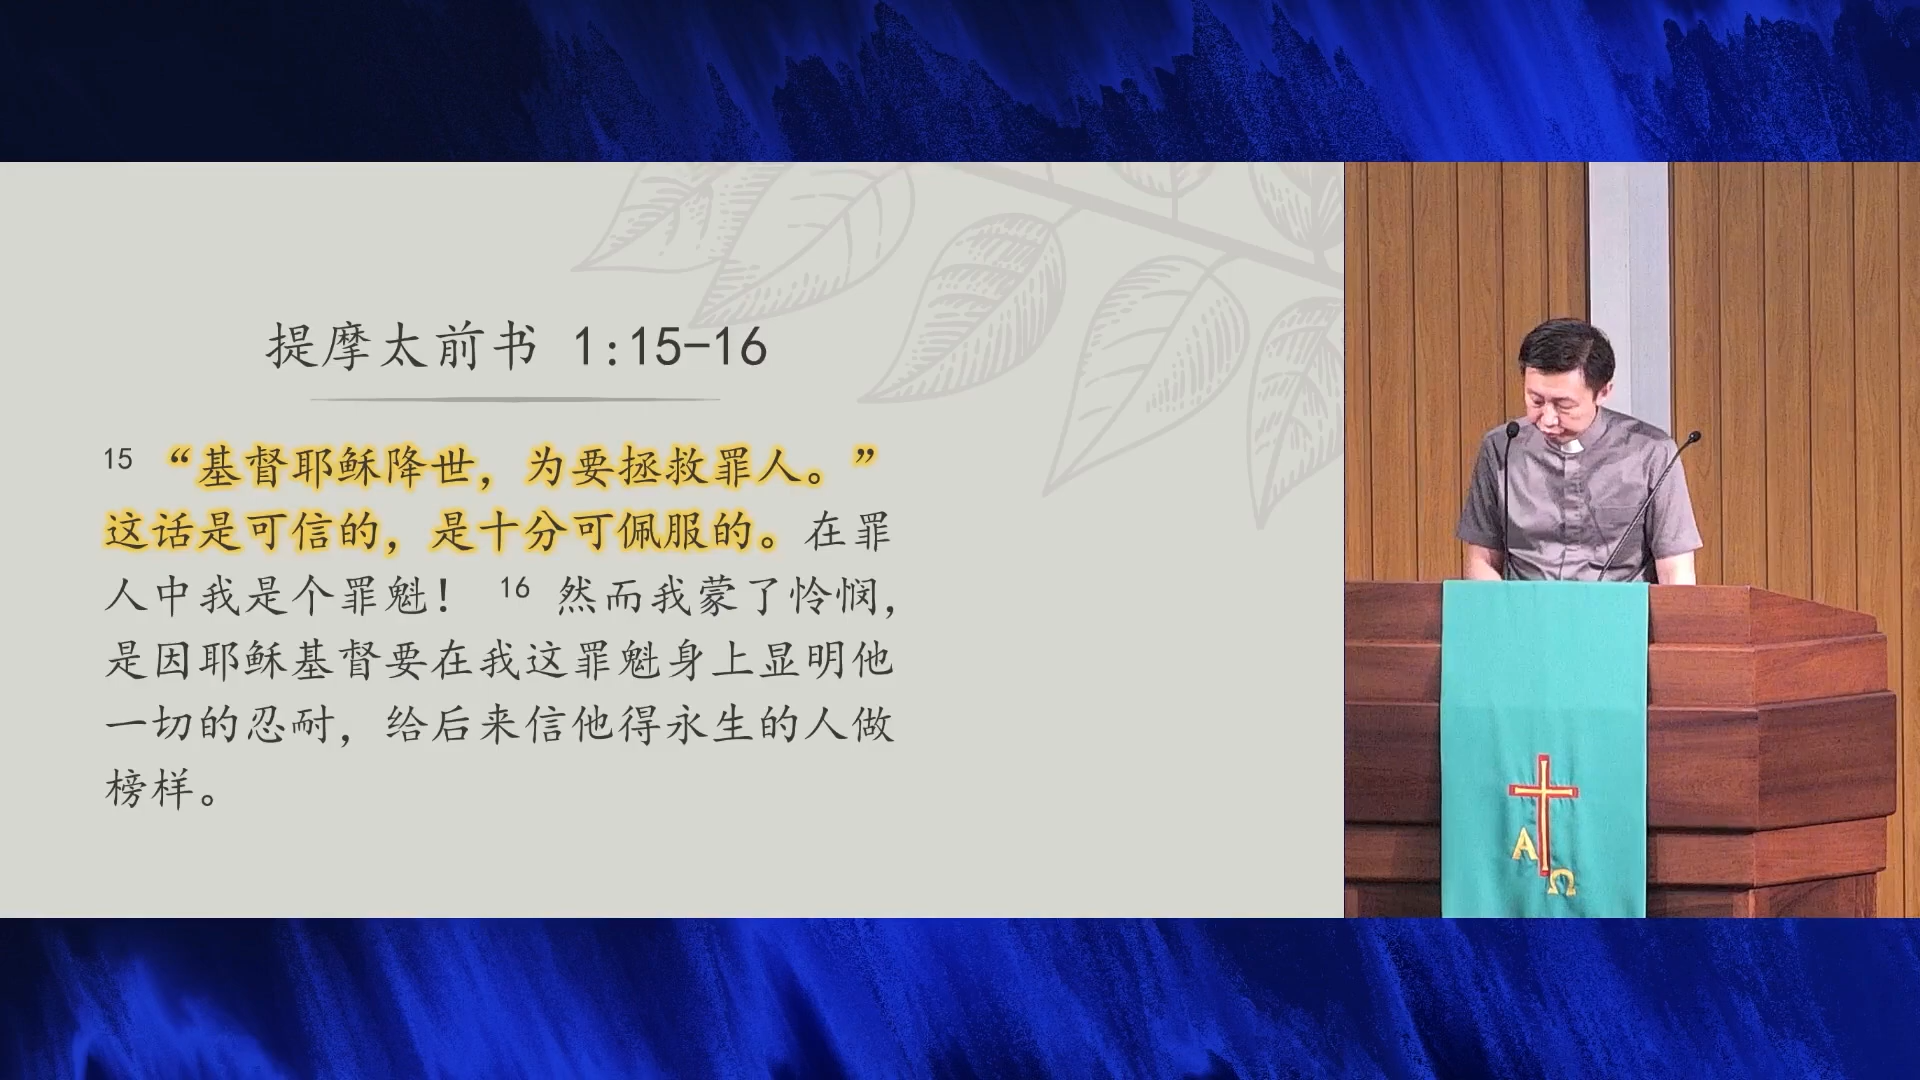 提摩太前书 1:15-16
15 “基督耶稣降世，为要拯救罪人。”
这话是可信的，是十分可佩服的。在罪
人中我是个罪魁！ 16 然而我蒙了怜悯，
是因耶稣基督要在我这罪魁身上显明他
一切的忍耐，给后来信他得永生的人做
榜样。
Α
Ω